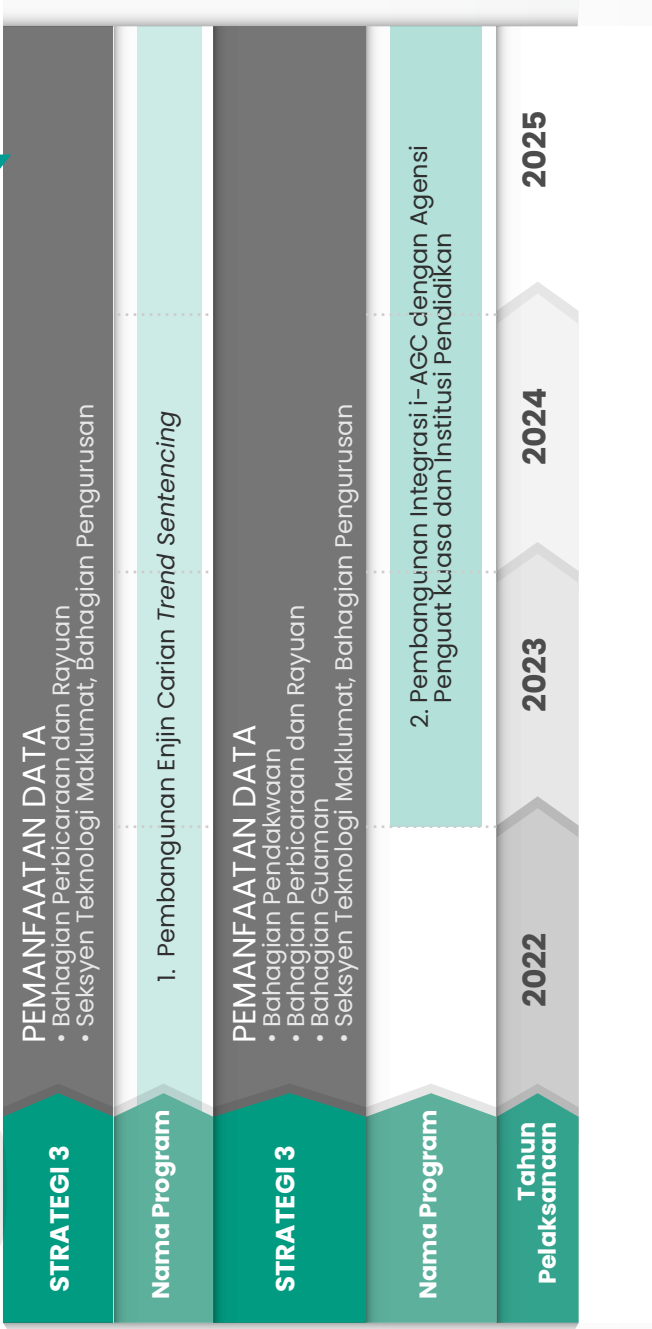 STRATEGI 3
PEMANFAATAN DATA
• Bahagian Perbicaraan dan Rayuan
• Seksyen Teknologi Maklumat, Bahagian Pengurusan
Nama Program
1. Pembangunan Enjin Carian Trend Sentencing
STRATEGI 3
PEMANFAATAN DATA
• Bahagian Pendakwaan
• Bahagian Perbicaraan dan Rayuan
• Bahagian Guaman
• Seksyen Teknologi Maklumat, Bahagian Pengurusan
Nama Program
2. Pembangunan Integrasi i-AGC dengan Agensi
Penguat kuasa dan Institusi Pendidikan
Tahun
Pelaksanaan
2022
2023
2024
2025